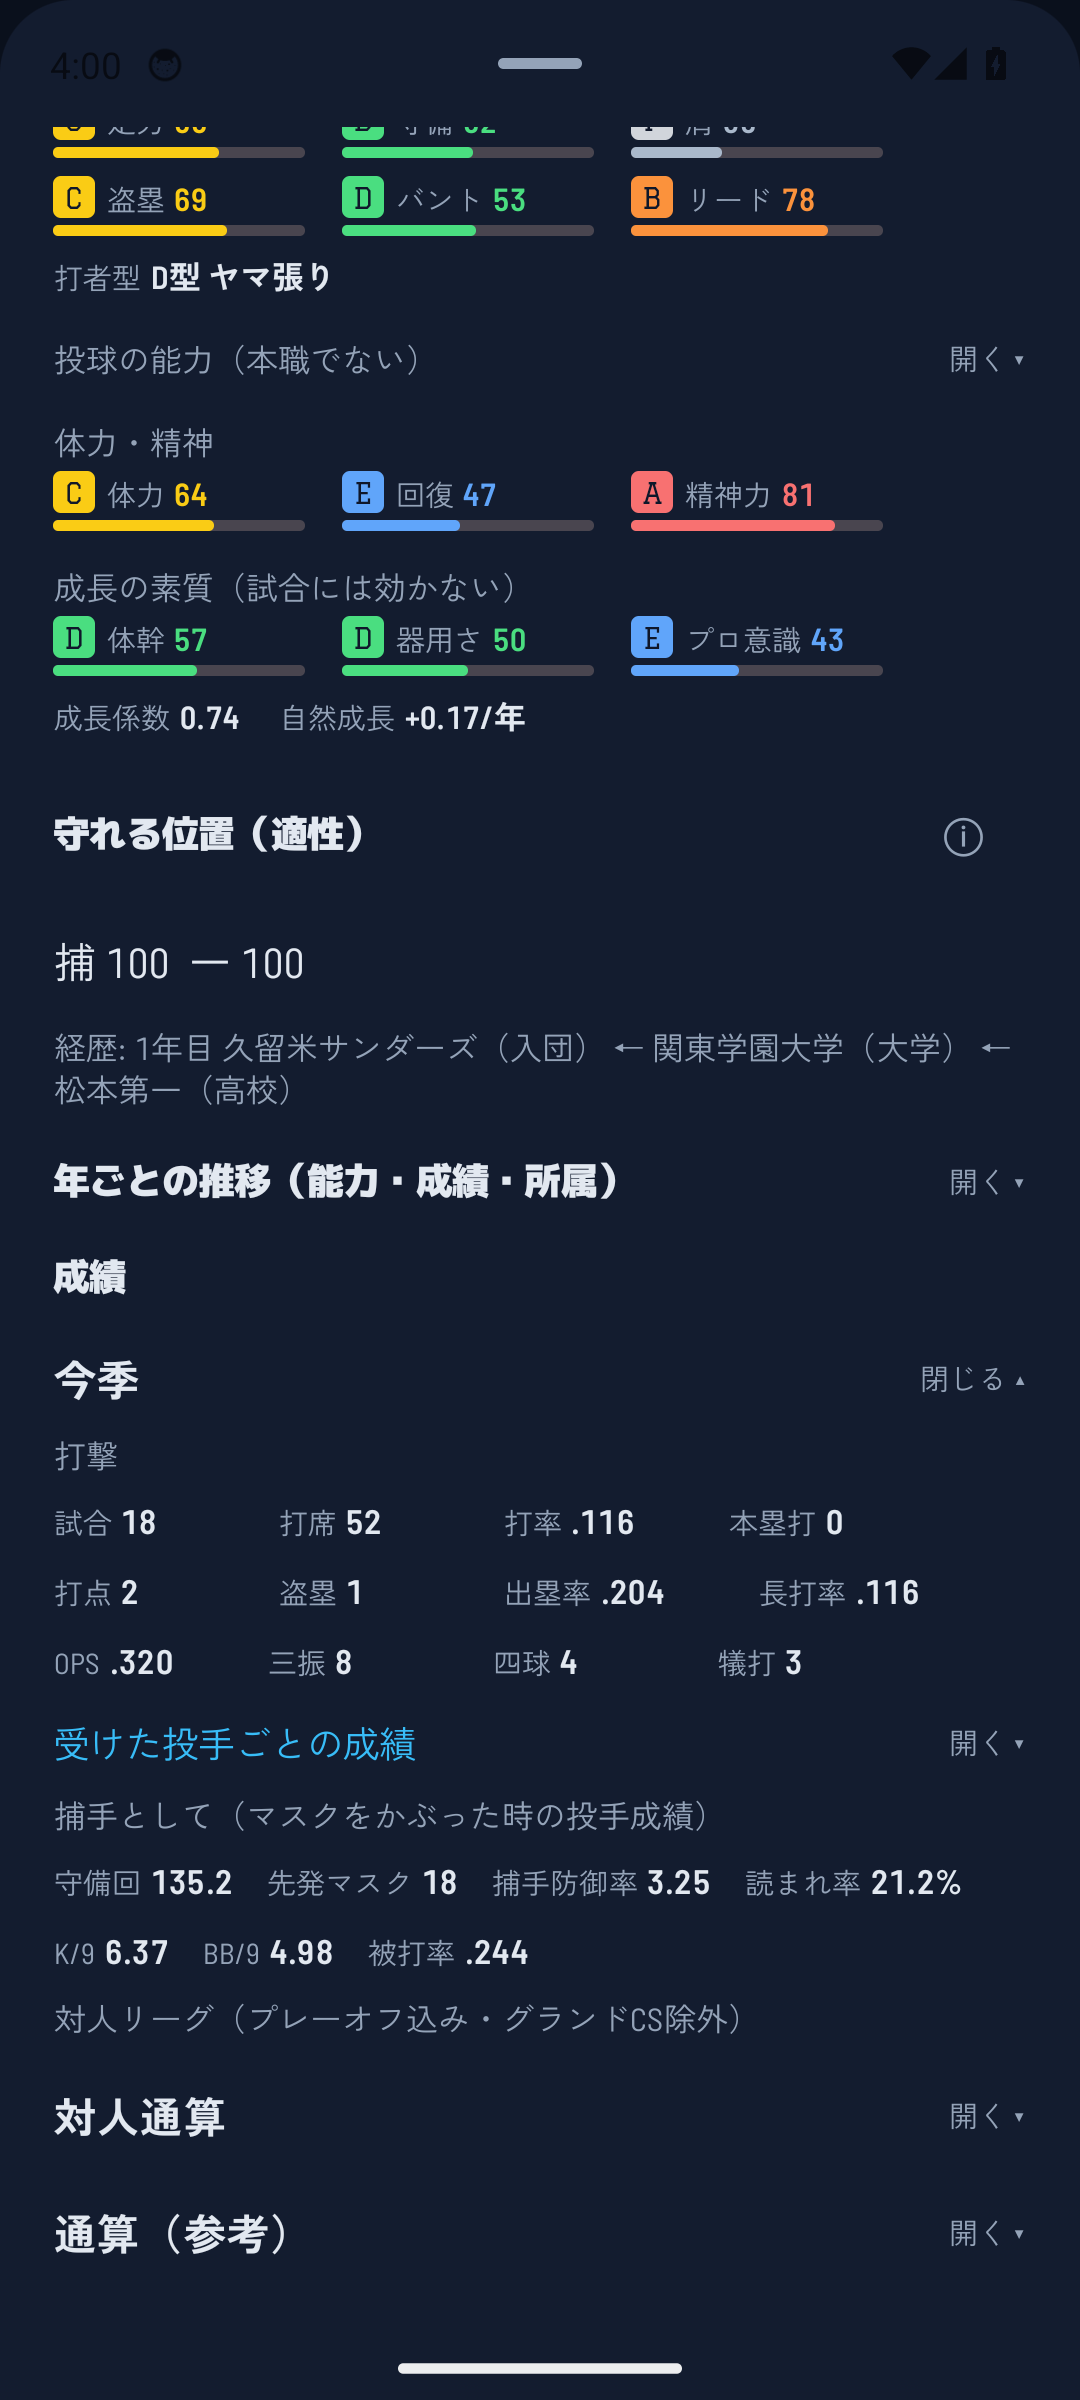 4:00
C 盗塁 69 D バント 53 B リード 78
打者型 D型 ヤマ張り
投球の能力（本職でない） 開く ▾
体力・精神
C 体力 64 E 回復 47 A 精神力 81
成長の素質（試合には効かない）
D 体幹 57 D 器用さ 50 E プロ意識 43
成長係数 0.74 自然成長 +0.17/年
守れる位置（適性）
捕 100 一 100
経歴: 1年目 久留米サンダーズ（入団） ← 関東学園大学（大学） ←
松本第一（高校）
年ごとの推移（能力・成績・所属） 開く ▾
成績
今季 閉じる ▴
打撃
試合 18 打席 52 打率 .116 本塁打 0
打点 2 盗塁 1 出塁率 .204 長打率 .116
OPS .320 三振 8 四球 4 犠打 3
受けた投手ごとの成績 開く ▾
捕手として（マスクをかぶった時の投手成績）
守備回 135.2 先発マスク 18 捕手防御率 3.25 読まれ率 21.2%
K/9 6.37 BB/9 4.98 被打率 .244
対人リーグ（プレーオフ込み・グランドCS除外）
対人通算 開く ▾
通算（参考） 開く ▾